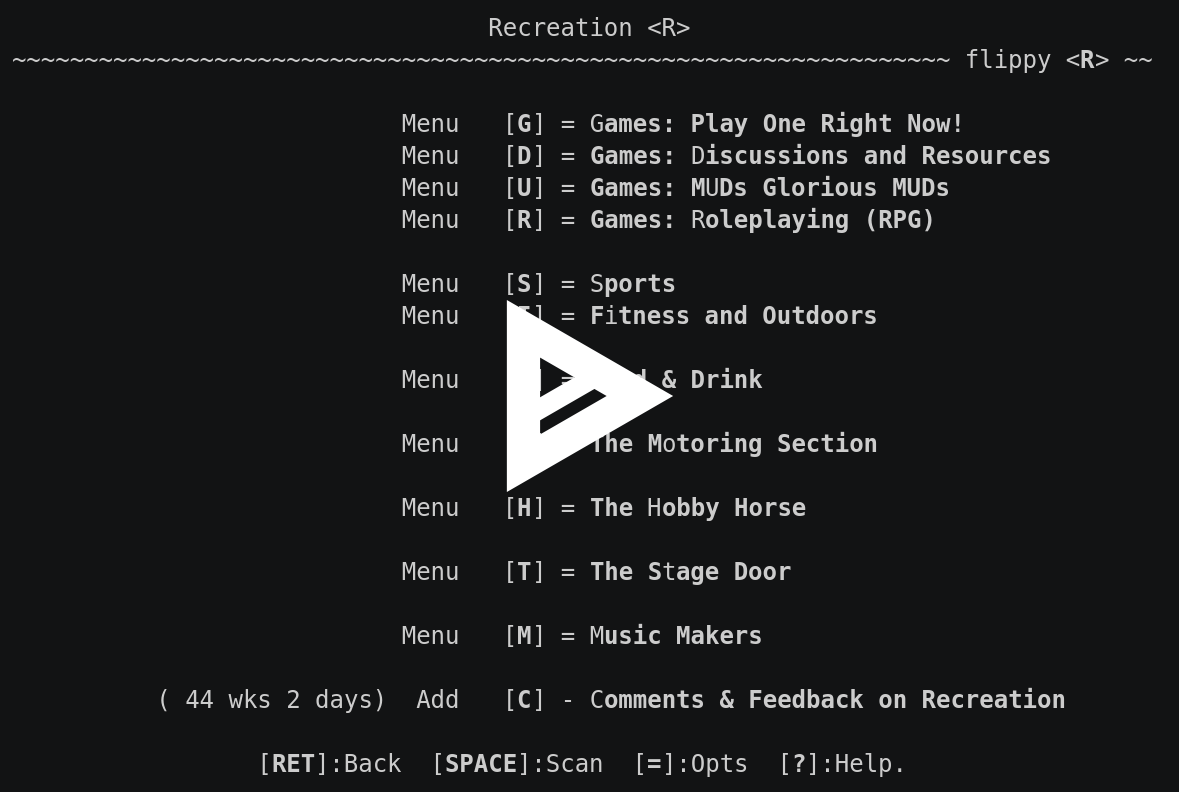 Recreation <R>
~~~~~~~~~~~~~~~~~~~~~~~~~~~~~~~~~~~~~~~~~~~~~~~~~~~~~~~~~~~~~~~~~ flippy <R> ~~
Menu [G] = Games: Play One Right Now!
Menu [D] = Games: Discussions and Resources
Menu [U] = Games: MUDs Glorious MUDs
Menu [R] = Games: Roleplaying (RPG)
Menu [S] = Sports
Menu ] = Fitness and Outdoors
Menu & Drink
Menu The Motoring Section
Menu [H] = The Hobby Horse
Menu [T] = The Stage Door
Menu [M] = Music Makers
( 44 wks 2 days) Add [C] - Comments & Feedback on Recreation
[RET]:Back [SPACE]:Scan [=]:Opts [?]:Help.